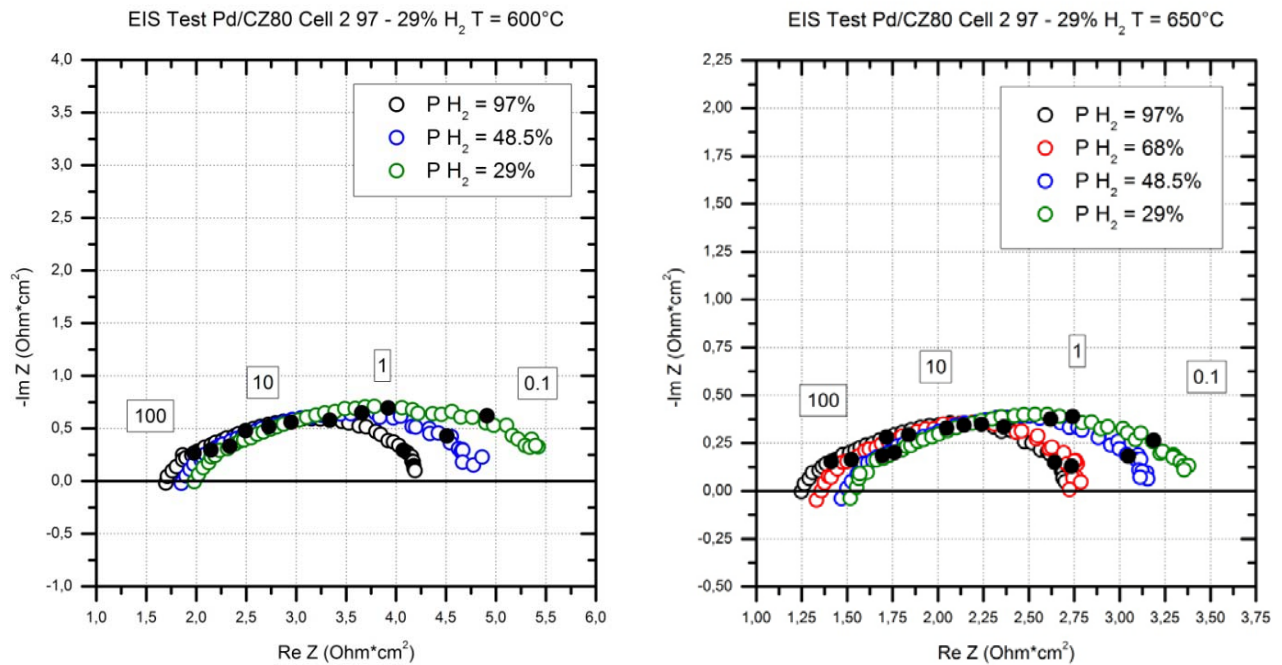 EIS Test Pd/CZ80 Cell 2 97 - 29% H2 T = 600°C
4,0
3,5
3,0
2,5
2,0
1,5
1,0
0,5
0,0
-0,5
-1,0
-Im Z (Ohm*cm2)
P H2 = 97%
P H2 = 48.5%
P H2 = 29%
100
10
1
0.1
1,0 1,5 2,0 2,5 3,0 3,5 4,0 4,5 5,0 5,5 6,0
Re Z (Ohm*cm2)
EIS Test Pd/CZ80 Cell 2 97 - 29% H2 T = 650°C
2,25
2,00
1,75
1,50
1,25
1,00
0,75
0,50
0,25
0,00
-0,25
-0,50
-Im Z (Ohm*cm2)
P H2 = 97%
P H2 = 68%
P H2 = 48.5%
P H2 = 29%
100
10
1
0.1
1,00 1,25 1,50 1,75 2,00 2,25 2,50 2,75 3,00 3,25 3,50 3,75
Re Z (Ohm*cm2)